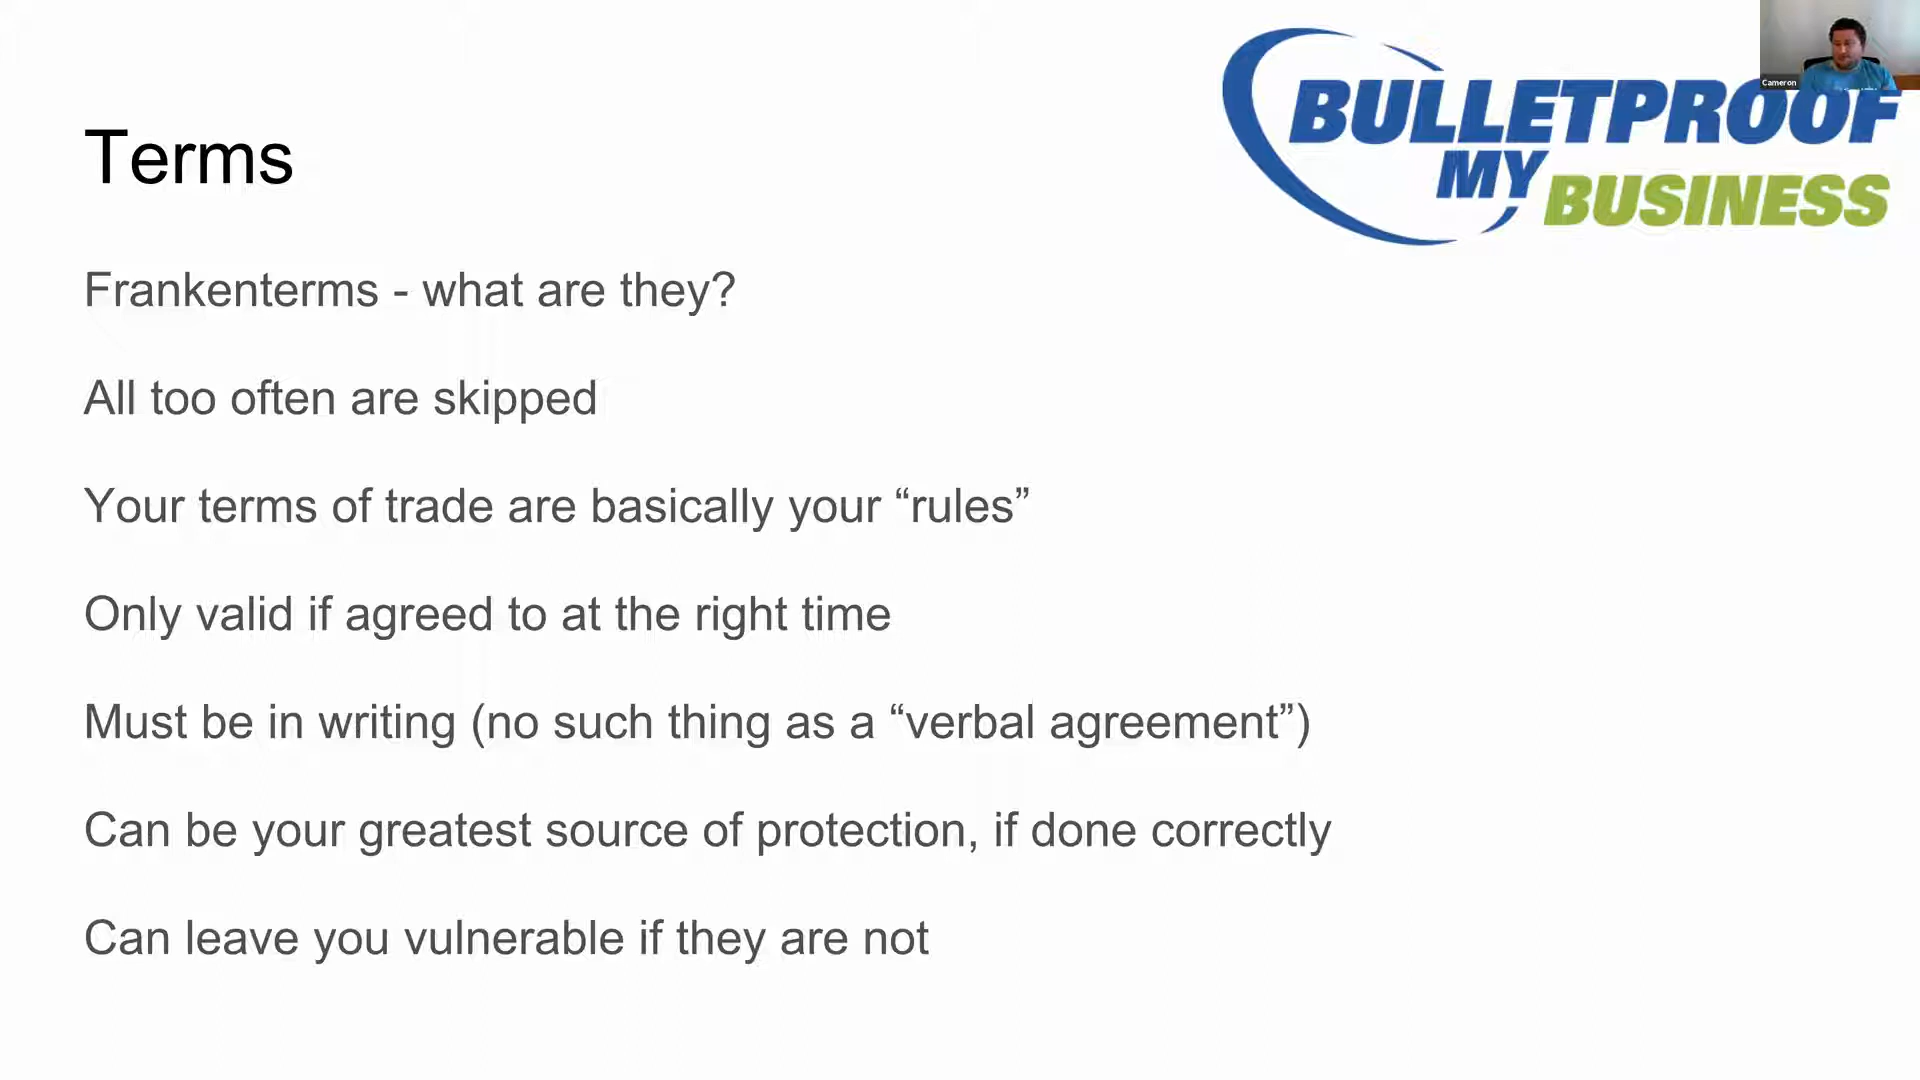 Cameron
BULLETPROOF
MY
BUSINESS
Terms
Frankenterms - what are they?
All too often are skipped
Your terms of trade are basically your “rules”
Only valid if agreed to at the right time
Must be in writing (no such thing as a “verbal agreement”)
Can be your greatest source of protection, if done correctly
Can leave you vulnerable if they are not